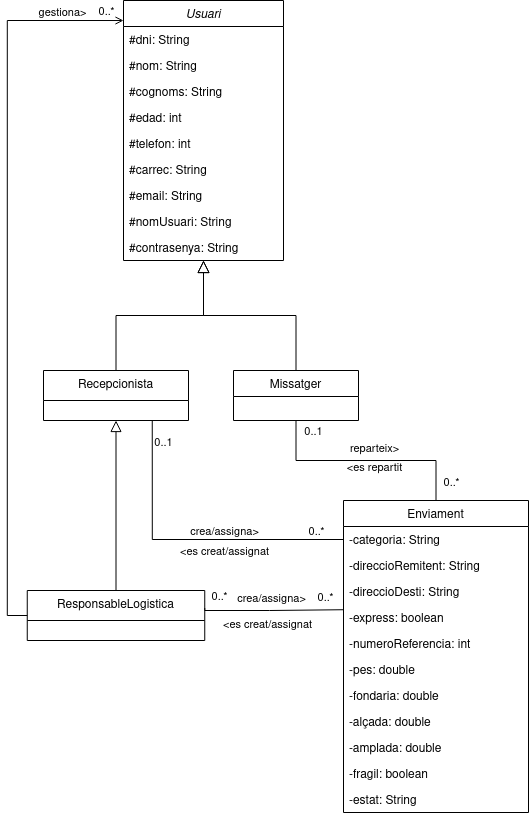 gestiona> 0..*
Usuari
#dni: String
#nom: String
#cognoms: String
#edad: int
#telefon: int
#carrec: String
#email: String
#nomUsuari: String
#contrasenya: String
Recepcionista
Missatger
0..1
0..1
reparteix>
<es repartit
0..*
crea/assigna> 0..*
<es creat/assignat
Enviament
-categoria: String
-direccioRemitent: String
-direccioDesti: String
-express: boolean
-numeroReferencia: int
-pes: double
-fondaria: double
-alçada: double
-amplada: double
-fragil: boolean
-estat: String
ResponsableLogistica
0..* crea/assigna> 0..*
<es creat/assignat